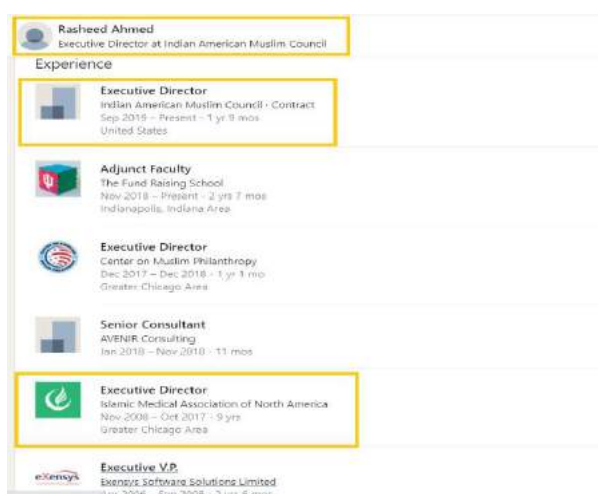 Rasheed Ahmed
Executive Director at Indian American Muslim Council
Experience
Executive Director
Indian American Muslim Council · Contract
Sep 2019 – Present · 1 yr 9 mos
United States
Adjunct Faculty
The Fund Raising School
Nov 2018 – Present · 2 yrs 7 mos
Indianapolis, Indiana Area
Executive Director
Center on Muslim Philanthropy
Dec 2017 – Dec 2018 · 1 yr 1 mo
Greater Chicago Area
Senior Consultant
AVENIR Consulting
Jan 2018 – Nov 2018 · 11 mos
Executive Director
Islamic Medical Association of North America
Nov 2008 – Oct 2017 · 9 yrs
Greater Chicago Area
eXensys
Executive V.P.
Exensys Software Solutions Limited